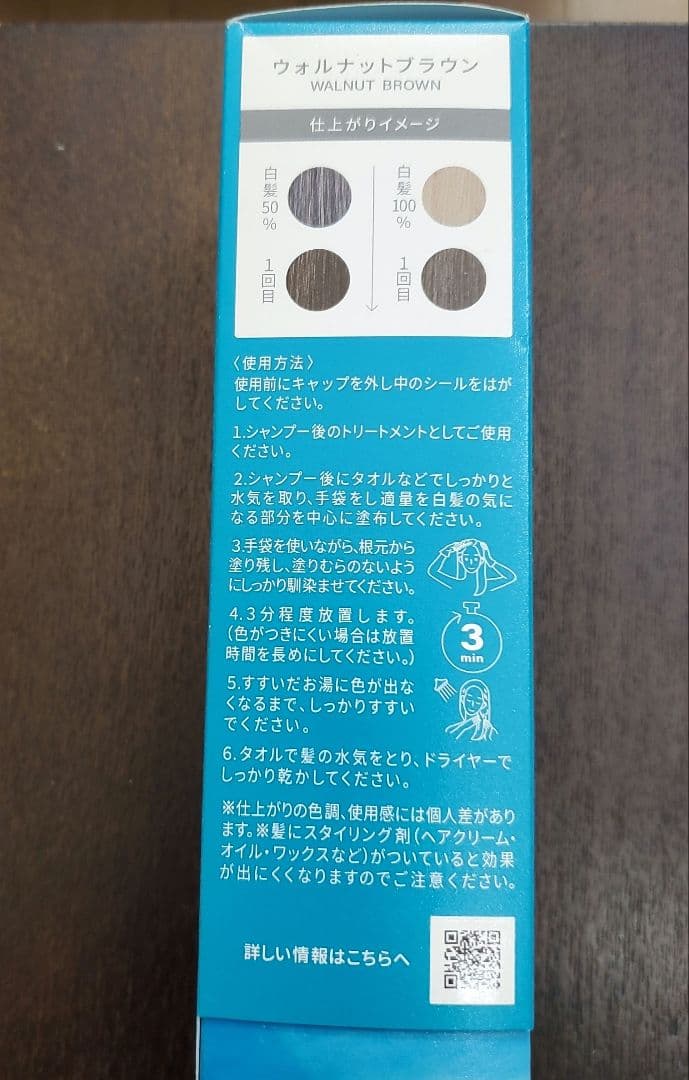 ウォルナットブラウン
WALNUT BROWN
仕上がりイメージ
白髪50%
白髪100%
1回目
1回目
〈使用方法〉
使用前にキャップを外し中のシールをはが
してください。
1.シャンプー後のトリートメントとしてご使用
ください。
2.シャンプー後にタオルなどでしっかりと
水気を取り、手袋をし適量を白髪の気に
なる部分を中心に塗布してください。
3.手袋を使いながら、根元から
塗り残し、塗りむらのないよう
にしっかり馴染ませてください。
4.3分程度放置します。
(色がつきにくい場合は放置
時間を長めにしてください。)
3
min
5.すすいだお湯に色が出な
くなるまで、しっかりすすい
でください。
6.タオルで髪の水気をとり、ドライヤーで
しっかり乾かしてください。
※仕上がりの色調、使用感には個人差があり
ます。※髪にスタイリング剤(ヘアクリーム・
オイル・ワックスなど)がついていると効果
が出にくくなりますのでご注意ください。
詳しい情報はこちらへ